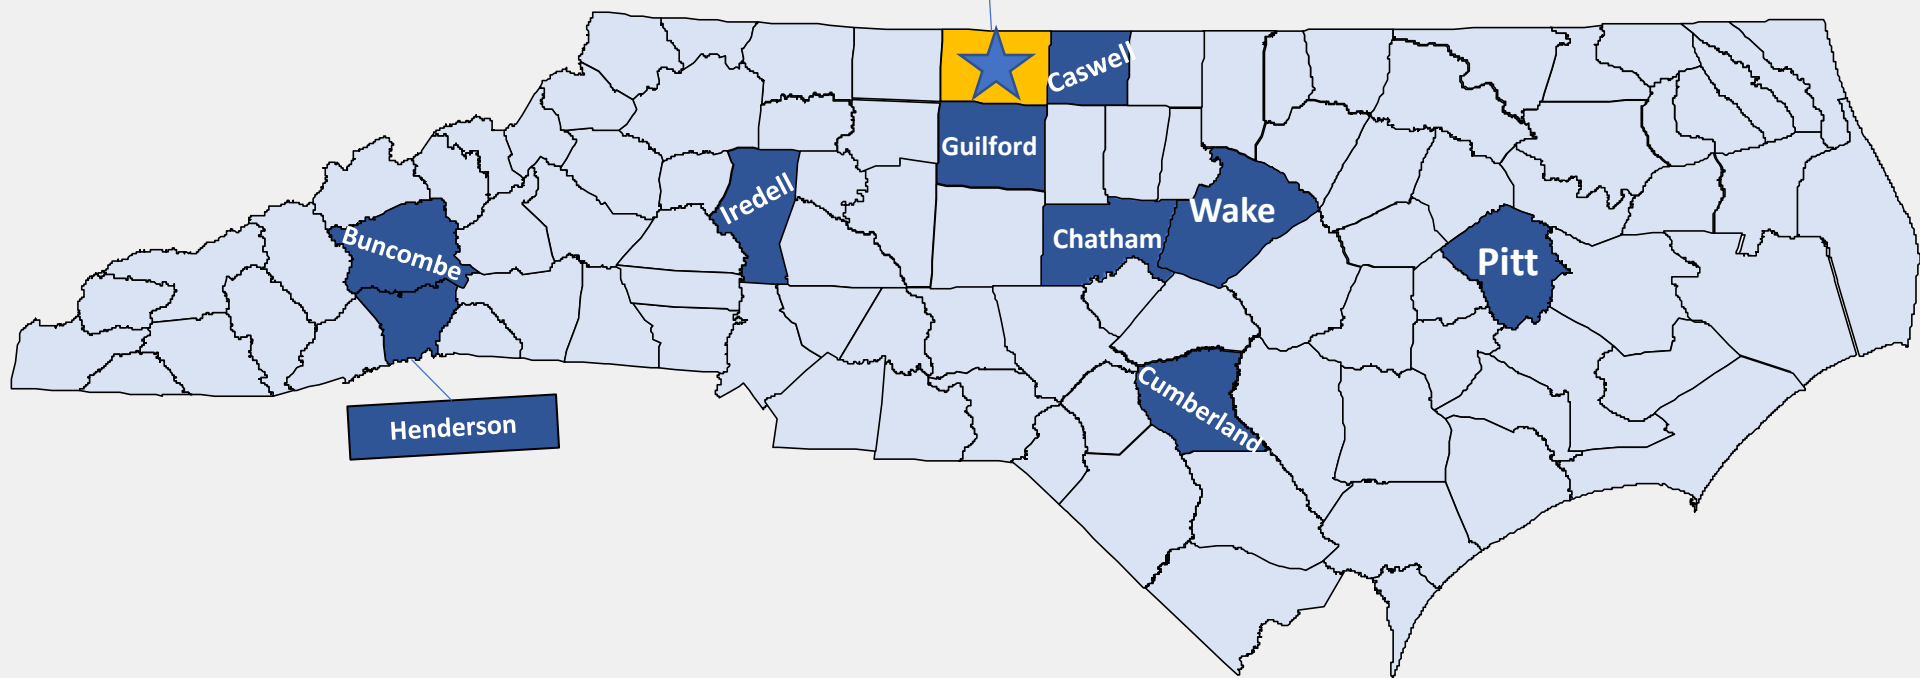 Caswell
Guilford
Iredell
Wake
Buncombe
Chatham
Pitt
Cumberland
Henderson